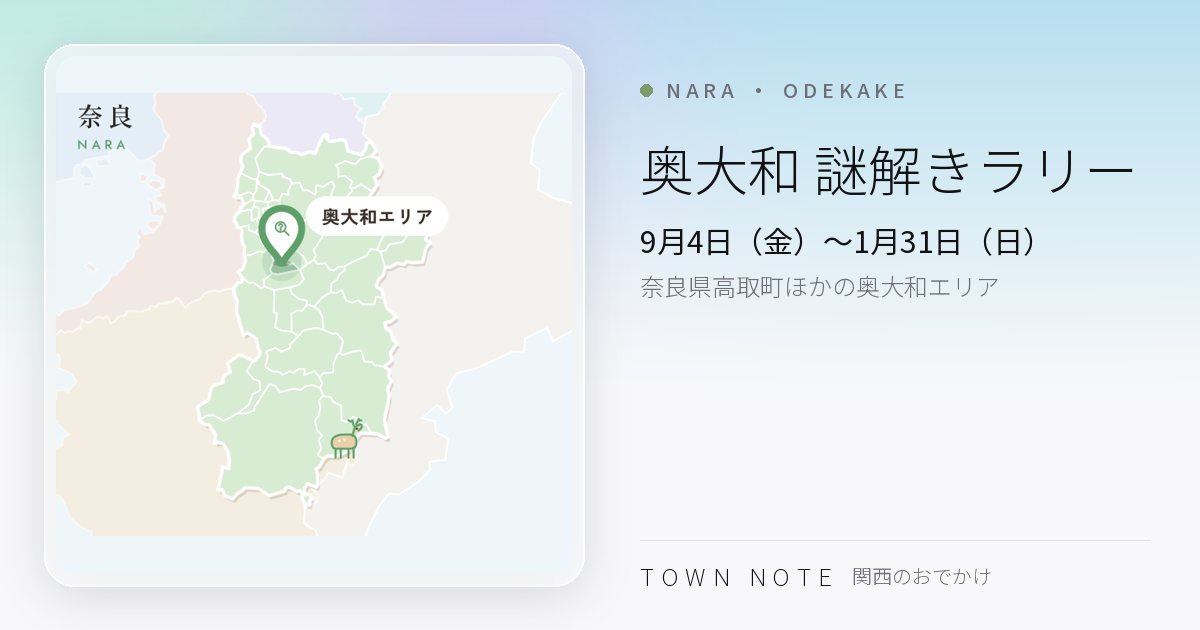 奈良
NARA
奥大和エリア
NARA・ODEKAKE
奥大和 謎解きラリー
9月4日（金）〜1月31日（日）
奈良県高取町ほかの奥大和エリア
TOWN NOTE 関西のおでかけ